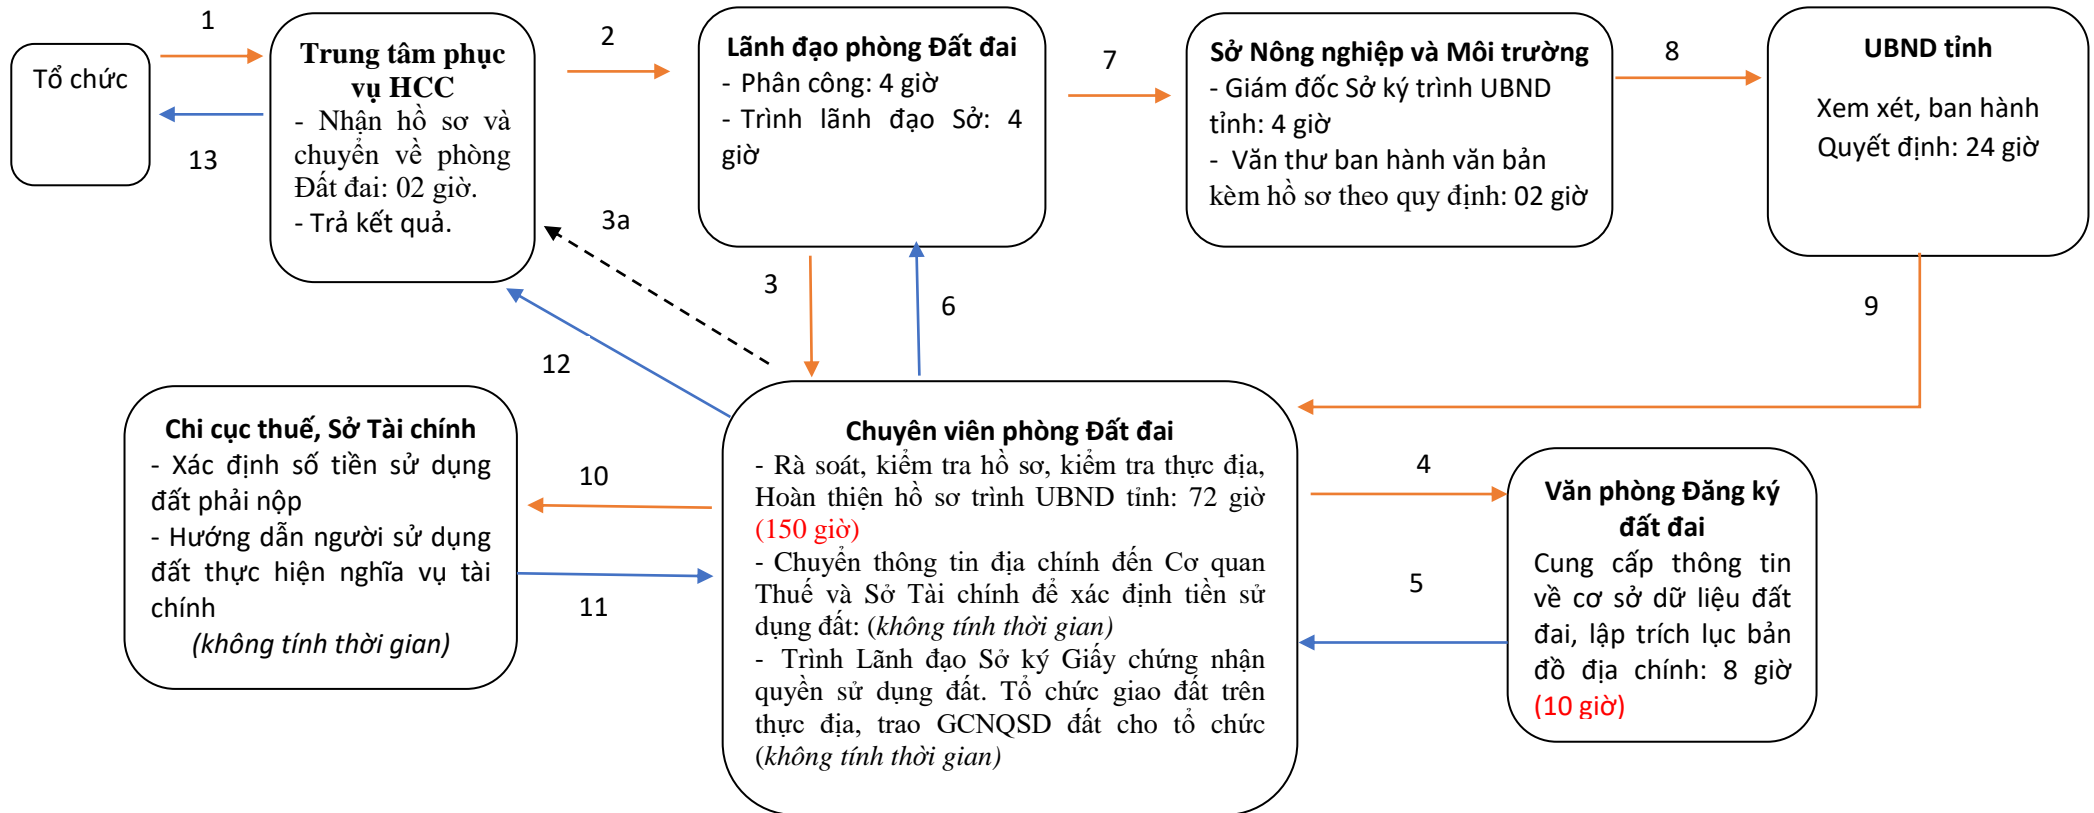 Tổ chức
1
13
Trung tâm phục
vụ HCC
- Nhận hồ sơ và
chuyển về phòng
Đất đai: 02 giờ.
- Trả kết quả.
2
Lãnh đạo phòng Đất đai
- Phân công: 4 giờ
- Trình lãnh đạo Sở: 4
giờ
7
Sở Nông nghiệp và Môi trường
- Giám đốc Sở ký trình UBND
tỉnh: 4 giờ
- Văn thư ban hành văn bản
kèm hồ sơ theo quy định: 02 giờ
8
UBND tỉnh
Xem xét, ban hành
Quyết định: 24 giờ
3a
3
6
9
12
Chi cục thuế, Sở Tài chính
- Xác định số tiền sử dụng
đất phải nộp
- Hướng dẫn người sử dụng
đất thực hiện nghĩa vụ tài
chính
(không tính thời gian)
10
11
Chuyên viên phòng Đất đai
- Rà soát, kiểm tra hồ sơ, kiểm tra thực địa,
Hoàn thiện hồ sơ trình UBND tỉnh: 72 giờ
(150 giờ)
- Chuyển thông tin địa chính đến Cơ quan
Thuế và Sở Tài chính để xác định tiền sử
dụng đất: (không tính thời gian)
- Trình Lãnh đạo Sở ký Giấy chứng nhận
quyền sử dụng đất. Tổ chức giao đất trên
thực địa, trao GCNQSD đất cho tổ chức
(không tính thời gian)
4
5
Văn phòng Đăng ký
đất đai
Cung cấp thông tin
về cơ sở dữ liệu đất
đai, lập trích lục bản
đồ địa chính: 8 giờ
(10 giờ)